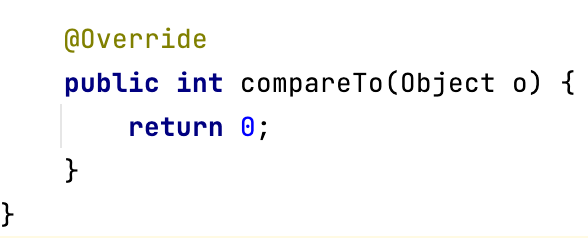 @Override
public int compareTo(Object o) {
return 0;
}
}